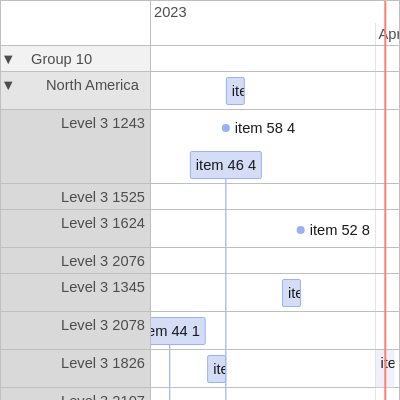 2023
Apr
▼ Group 10
▼ North America
ite
Level 3 1243
item 58 4
item 46 4
Level 3 1525
Level 3 1624
item 52 8
Level 3 2076
Level 3 1345
ite
Level 3 2078
em 44 1
Level 3 1826
ite
ite
Level 3 2107